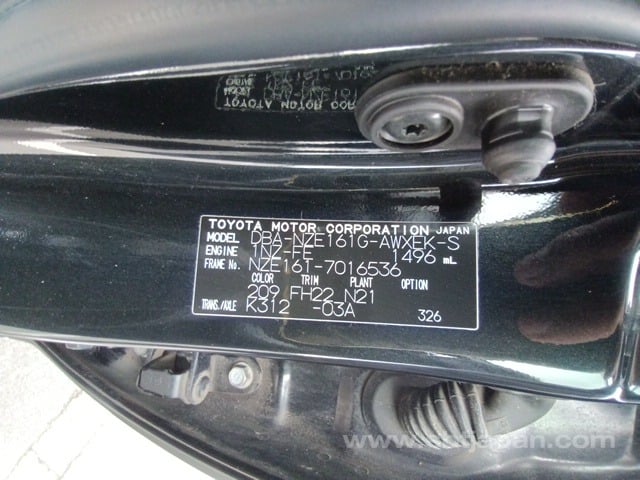 TOYOTA MOTOR CORPORATION JAPAN
MODEL DBA-NZE161G-AWXEK-S
ENGINE 1NZ-FE 1496 mL
FRAME No. NZE161-7016536
COLOR TRIM PLANT OPTION
209 FH22 N21
TRANS./AXLE K312 -03A 326